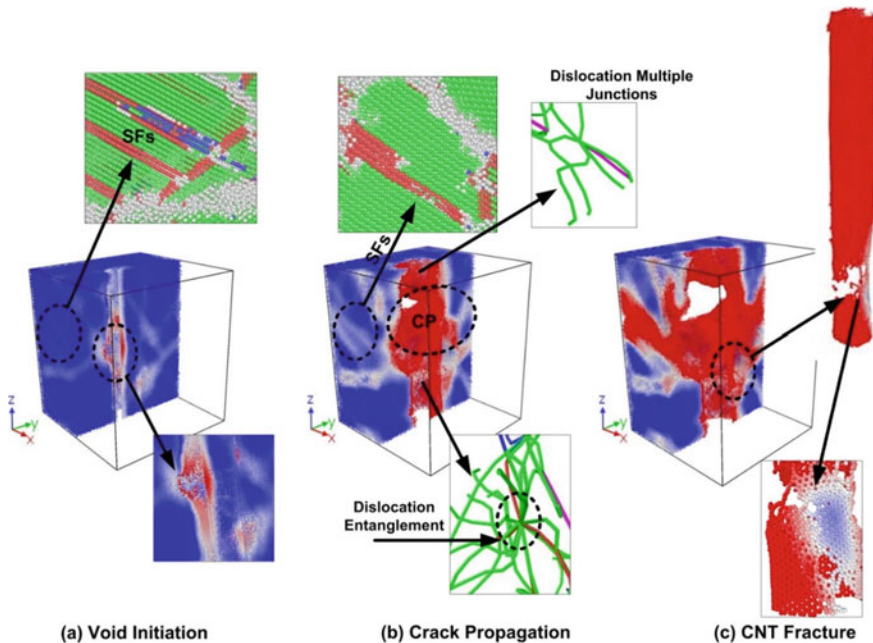 Dislocation Multiple
Junctions
SFs
SFs
CP
z
y
x
z
y
x
z
y
x
Dislocation
Entanglement
(a) Void Initiation
(b) Crack Propagation
(c) CNT Fracture